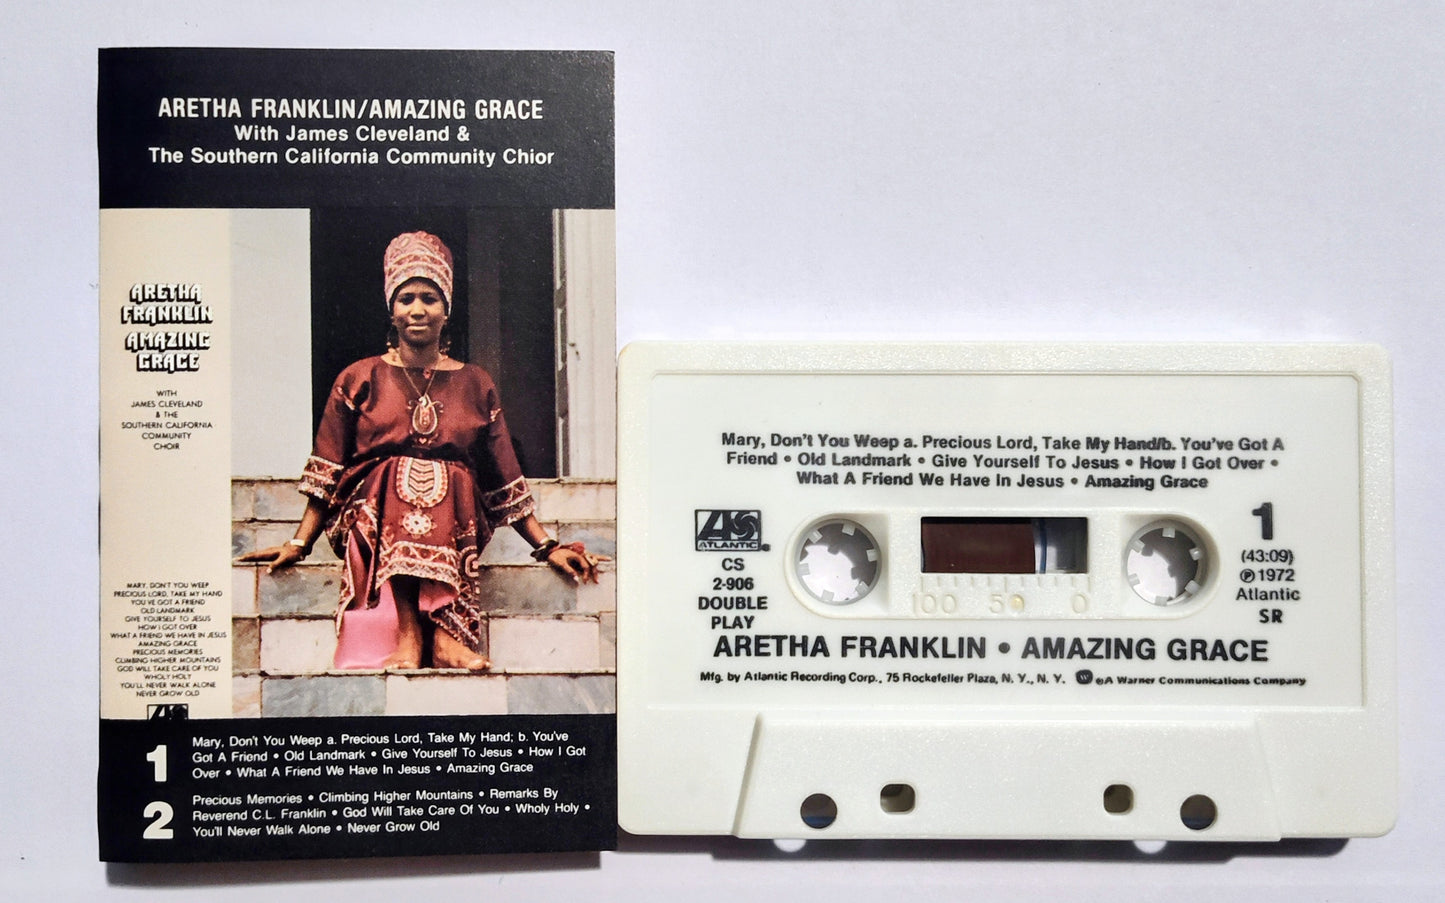 ARETHA FRANKLIN/AMAZING GRACE
With James Cleveland &
The Southern California Community Chior
ARETHA
FRANKLIN
AMAZING
GRACE
WITH
JAMES CLEVELAND
& THE
SOUTHERN CALIFORNIA
COMMUNITY
CHOIR
MARY, DON'T YOU WEEP
PRECIOUS LORD, TAKE MY HAND
YOU'VE GOT A FRIEND
OLD LANDMARK
GIVE YOURSELF TO JESUS
HOW I GOT OVER
WHAT A FRIEND WE HAVE IN JESUS
AMAZING GRACE
PRECIOUS MEMORIES
CLIMBING HIGHER MOUNTAINS
GOD WILL TAKE CARE OF YOU
WHOLY HOLY
YOU'LL NEVER WALK ALONE
NEVER GROW OLD
1
Mary, Don't You Weep a. Precious Lord, Take My Hand; b. You've
Got A Friend • Old Landmark • Give Yourself To Jesus • How I Got
Over • What A Friend We Have In Jesus • Amazing Grace
2
Precious Memories • Climbing Higher Mountains • Remarks By
Reverend C.L. Franklin • God Will Take Care Of You • Wholy Holy •
You'll Never Walk Alone • Never Grow Old
Mary, Don't You Weep a. Precious Lord, Take My Hand/b. You've Got A
Friend • Old Landmark • Give Yourself To Jesus • How I Got Over •
What A Friend We Have In Jesus • Amazing Grace
ATLANTIC
CS
2-906
DOUBLE
PLAY
100 50 0
1
(43:09)
℗ 1972
Atlantic
SR
ARETHA FRANKLIN • AMAZING GRACE
Mfg. by Atlantic Recording Corp., 75 Rockefeller Plaza, N. Y., N. Y. W A Warner Communications Company